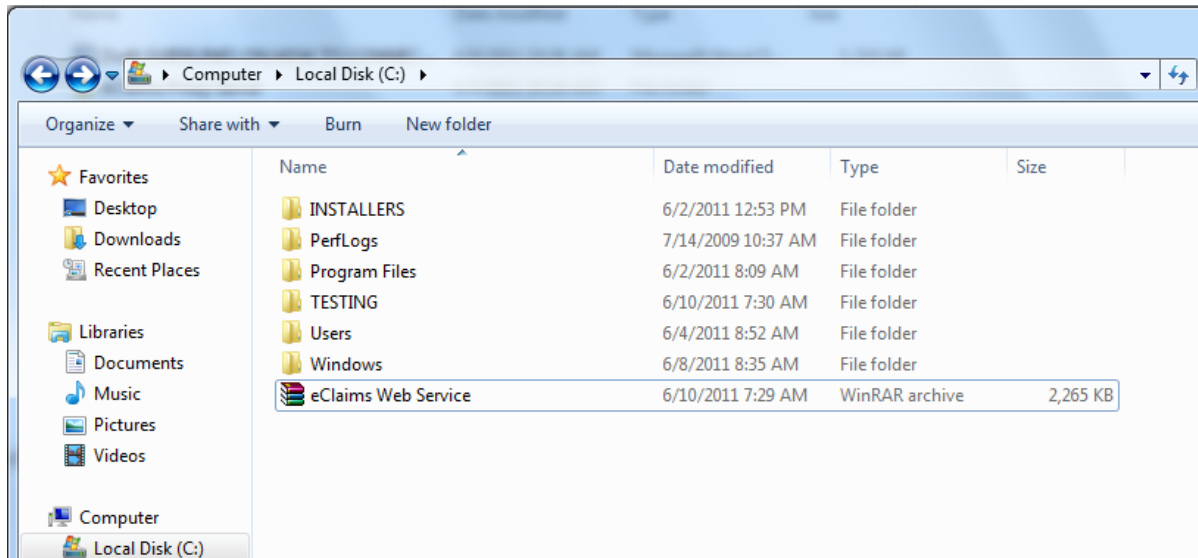 Computer Local Disk (C:)
Organize Share with Burn New folder
Favorites
Desktop
Downloads
Recent Places
Libraries
Documents
Music
Pictures
Videos
Computer
Local Disk (C:)
Name Date modified Type Size
INSTALLERS 6/2/2011 12:53 PM File folder
PerfLogs 7/14/2009 10:37 AM File folder
Program Files 6/2/2011 8:09 AM File folder
TESTING 6/10/2011 7:30 AM File folder
Users 6/4/2011 8:52 AM File folder
Windows 6/8/2011 8:35 AM File folder
eClaims Web Service 6/10/2011 7:29 AM WinRAR archive 2,265 KB